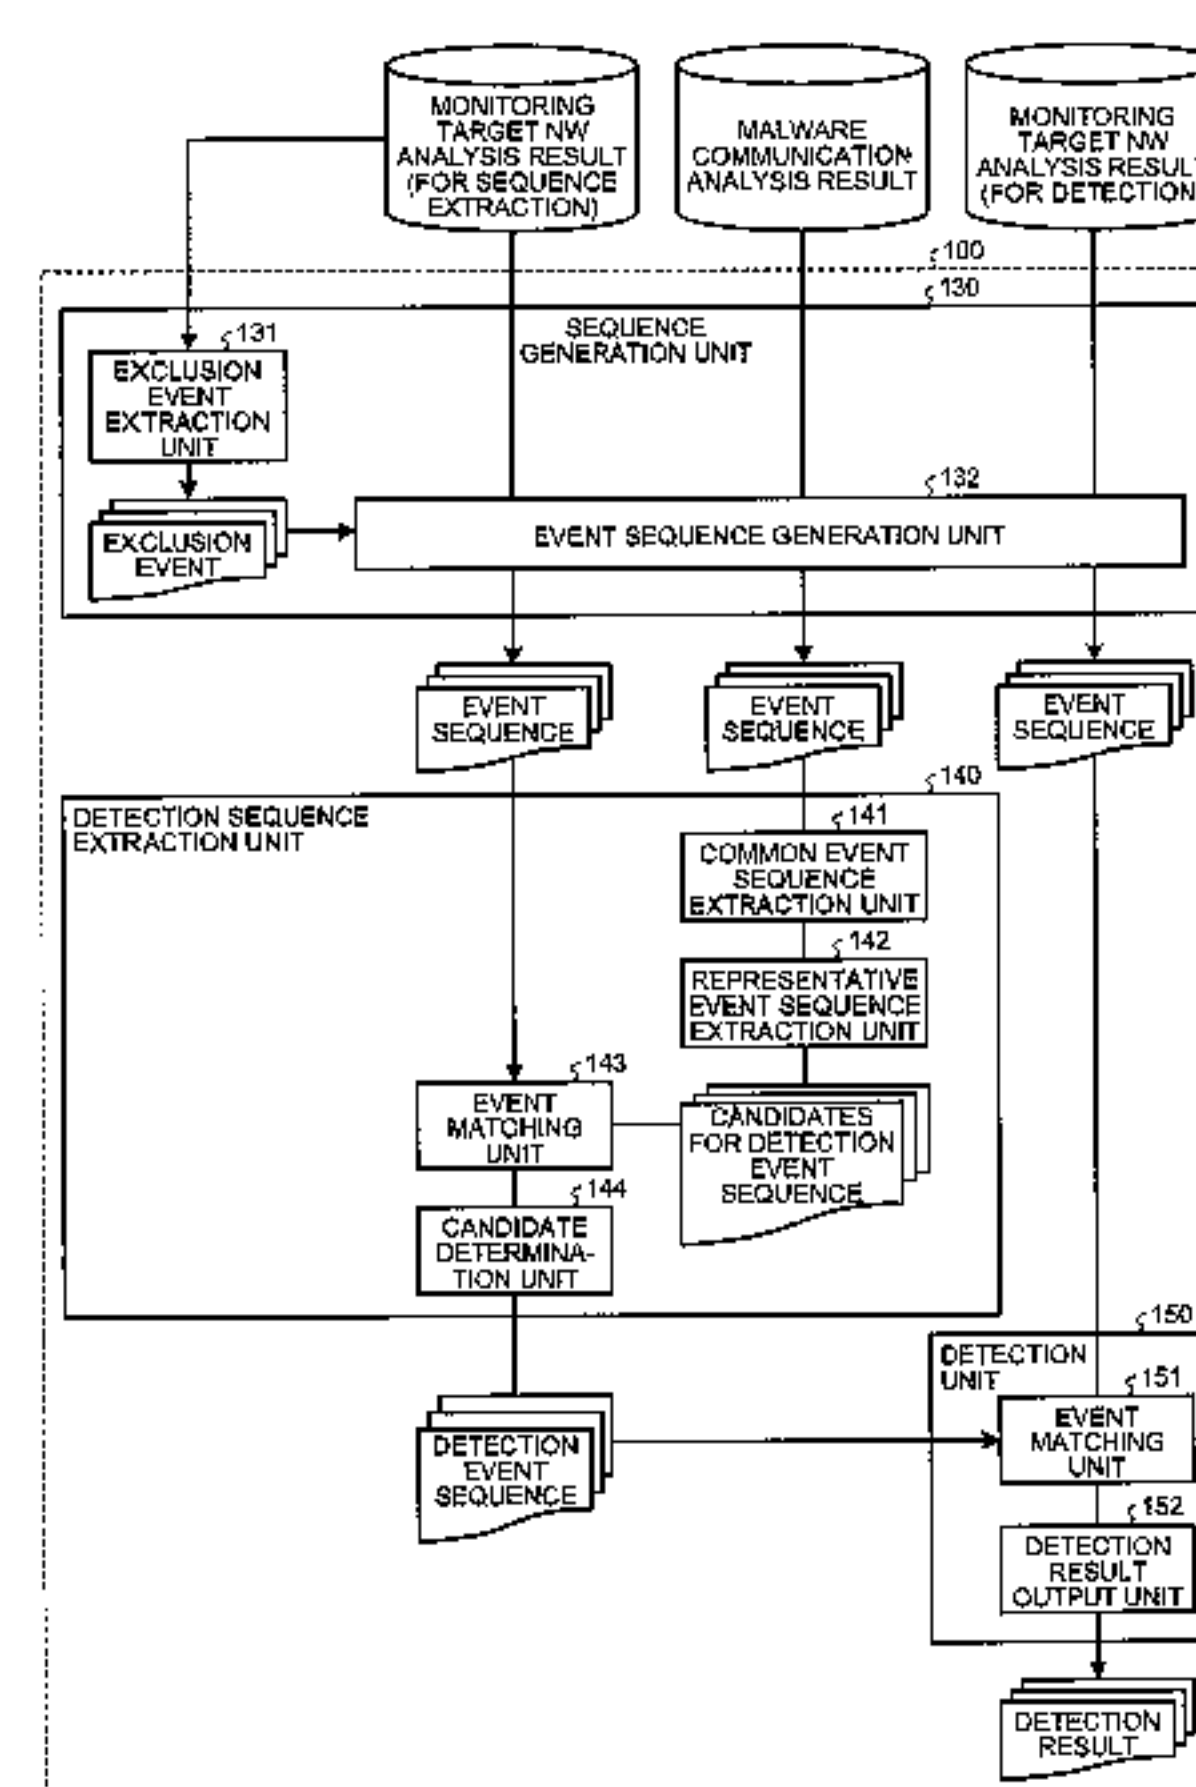 MONITORING
TARGET NW
ANALYSIS RESULT
(FOR SEQUENCE
EXTRACTION)
MALWARE
COMMUNICATION
ANALYSIS RESULT
MONITORING
TARGET NW
ANALYSIS RESULT
(FOR DETECTION
100
130
SEQUENCE
GENERATION UNIT
131
EXCLUSION
EVENT
EXTRACTION
UNIT
132
EXCLUSION
EVENT
EVENT SEQUENCE GENERATION UNIT
EVENT
SEQUENCE
EVENT
SEQUENCE
EVENT
SEQUENCE
140
DETECTION SEQUENCE
EXTRACTION UNIT
141
COMMON EVENT
SEQUENCE
EXTRACTION UNIT
142
REPRESENTATIVE
EVENT SEQUENCE
EXTRACTION UNIT
143
EVENT
MATCHING
UNIT
CANDIDATES
FOR DETECTION
EVENT
SEQUENCE
144
CANDIDATE
DETERMINA-
TION UNIT
150
DETECTION
UNIT
151
EVENT
MATCHING
UNIT
DETECTION
EVENT
SEQUENCE
152
DETECTION
RESULT
OUTPUT UNIT
DETECTION
RESULT